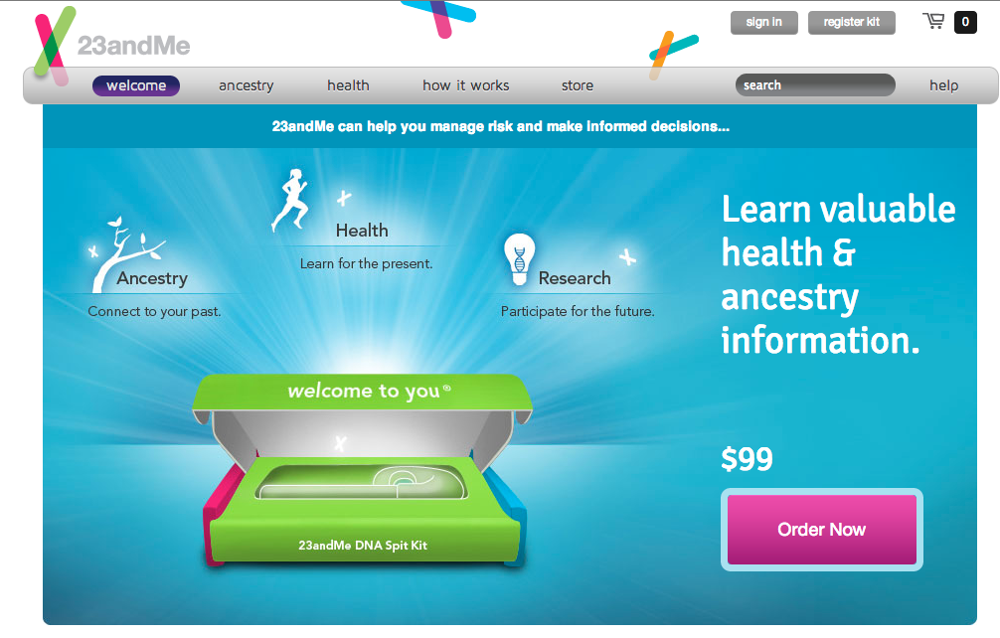 sign in
register kit
0
23andMe
welcome
ancestry
health
how it works
store
search
help
23andMe can help you manage risk and make informed decisions...
Health
Learn for the present.
Ancestry
Connect to your past.
Research
Participate for the future.
Learn valuable
health &
ancestry
information.
welcome to you®
23andMe DNA Spit Kit
$99
Order Now